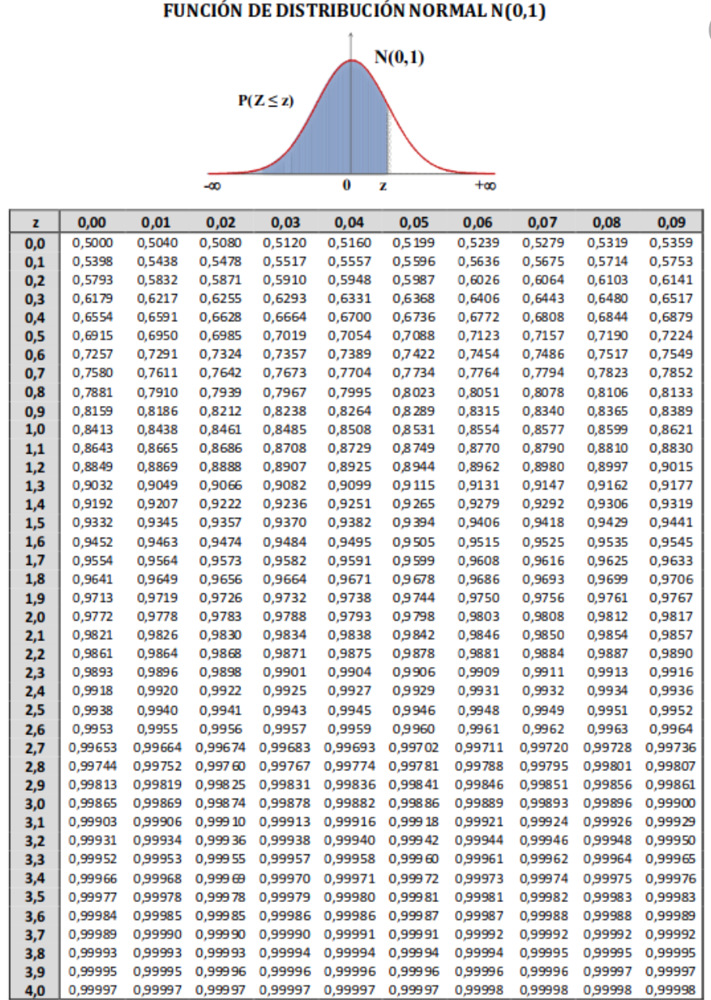 FUNCIÓN DE DISTRIBUCIÓN NORMAL N(0,1)
N(0,1)
P(Z ≤ z)
-∞ 0 z +∞
z 0,00 0,01 0,02 0,03 0,04 0,05 0,06 0,07 0,08 0,09
0,0 0,5000 0,5040 0,5080 0,5120 0,5160 0,5199 0,5239 0,5279 0,5319 0,5359
0,1 0,5398 0,5438 0,5478 0,5517 0,5557 0,5596 0,5636 0,5675 0,5714 0,5753
0,2 0,5793 0,5832 0,5871 0,5910 0,5948 0,5987 0,6026 0,6064 0,6103 0,6141
0,3 0,6179 0,6217 0,6255 0,6293 0,6331 0,6368 0,6406 0,6443 0,6480 0,6517
0,4 0,6554 0,6591 0,6628 0,6664 0,6700 0,6736 0,6772 0,6808 0,6844 0,6879
0,5 0,6915 0,6950 0,6985 0,7019 0,7054 0,7088 0,7123 0,7157 0,7190 0,7224
0,6 0,7257 0,7291 0,7324 0,7357 0,7389 0,7422 0,7454 0,7486 0,7517 0,7549
0,7 0,7580 0,7611 0,7642 0,7673 0,7704 0,7734 0,7764 0,7794 0,7823 0,7852
0,8 0,7881 0,7910 0,7939 0,7967 0,7995 0,8023 0,8051 0,8078 0,8106 0,8133
0,9 0,8159 0,8186 0,8212 0,8238 0,8264 0,8289 0,8315 0,8340 0,8365 0,8389
1,0 0,8413 0,8438 0,8461 0,8485 0,8508 0,8531 0,8554 0,8577 0,8599 0,8621
1,1 0,8643 0,8665 0,8686 0,8708 0,8729 0,8749 0,8770 0,8790 0,8810 0,8830
1,2 0,8849 0,8869 0,8888 0,8907 0,8925 0,8944 0,8962 0,8980 0,8997 0,9015
1,3 0,9032 0,9049 0,9066 0,9082 0,9099 0,9115 0,9131 0,9147 0,9162 0,9177
1,4 0,9192 0,9207 0,9222 0,9236 0,9251 0,9265 0,9279 0,9292 0,9306 0,9319
1,5 0,9332 0,9345 0,9357 0,9370 0,9382 0,9394 0,9406 0,9418 0,9429 0,9441
1,6 0,9452 0,9463 0,9474 0,9484 0,9495 0,9505 0,9515 0,9525 0,9535 0,9545
1,7 0,9554 0,9564 0,9573 0,9582 0,9591 0,9599 0,9608 0,9616 0,9625 0,9633
1,8 0,9641 0,9649 0,9656 0,9664 0,9671 0,9678 0,9686 0,9693 0,9699 0,9706
1,9 0,9713 0,9719 0,9726 0,9732 0,9738 0,9744 0,9750 0,9756 0,9761 0,9767
2,0 0,9772 0,9778 0,9783 0,9788 0,9793 0,9798 0,9803 0,9808 0,9812 0,9817
2,1 0,9821 0,9826 0,9830 0,9834 0,9838 0,9842 0,9846 0,9850 0,9854 0,9857
2,2 0,9861 0,9864 0,9868 0,9871 0,9875 0,9878 0,9881 0,9884 0,9887 0,9890
2,3 0,9893 0,9896 0,9898 0,9901 0,9904 0,9906 0,9909 0,9911 0,9913 0,9916
2,4 0,9918 0,9920 0,9922 0,9925 0,9927 0,9929 0,9931 0,9932 0,9934 0,9936
2,5 0,9938 0,9940 0,9941 0,9943 0,9945 0,9946 0,9948 0,9949 0,9951 0,9952
2,6 0,9953 0,9955 0,9956 0,9957 0,9959 0,9960 0,9961 0,9962 0,9963 0,9964
2,7 0,99653 0,99664 0,99674 0,99683 0,99693 0,99702 0,99711 0,99720 0,99728 0,99736
2,8 0,99744 0,99752 0,99760 0,99767 0,99774 0,99781 0,99788 0,99795 0,99801 0,99807
2,9 0,99813 0,99819 0,99825 0,99831 0,99836 0,99841 0,99846 0,99851 0,99856 0,99861
3,0 0,99865 0,99869 0,99874 0,99878 0,99882 0,99886 0,99889 0,99893 0,99896 0,99900
3,1 0,99903 0,99906 0,99910 0,99913 0,99916 0,99918 0,99921 0,99924 0,99926 0,99929
3,2 0,99931 0,99934 0,99936 0,99938 0,99940 0,99942 0,99944 0,99946 0,99948 0,99950
3,3 0,99952 0,99953 0,99955 0,99957 0,99958 0,99960 0,99961 0,99962 0,99964 0,99965
3,4 0,99966 0,99968 0,99969 0,99970 0,99971 0,99972 0,99973 0,99974 0,99975 0,99976
3,5 0,99977 0,99978 0,99978 0,99979 0,99980 0,99981 0,99981 0,99982 0,99983 0,99983
3,6 0,99984 0,99985 0,99985 0,99986 0,99986 0,99987 0,99987 0,99988 0,99988 0,99989
3,7 0,99989 0,99990 0,99990 0,99990 0,99991 0,99991 0,99992 0,99992 0,99992 0,99992
3,8 0,99993 0,99993 0,99993 0,99994 0,99994 0,99994 0,99994 0,99995 0,99995 0,99995
3,9 0,99995 0,99995 0,99996 0,99996 0,99996 0,99996 0,99996 0,99996 0,99997 0,99997
4,0 0,99997 0,99997 0,99997 0,99997 0,99997 0,99997 0,99998 0,99998 0,99998 0,99998